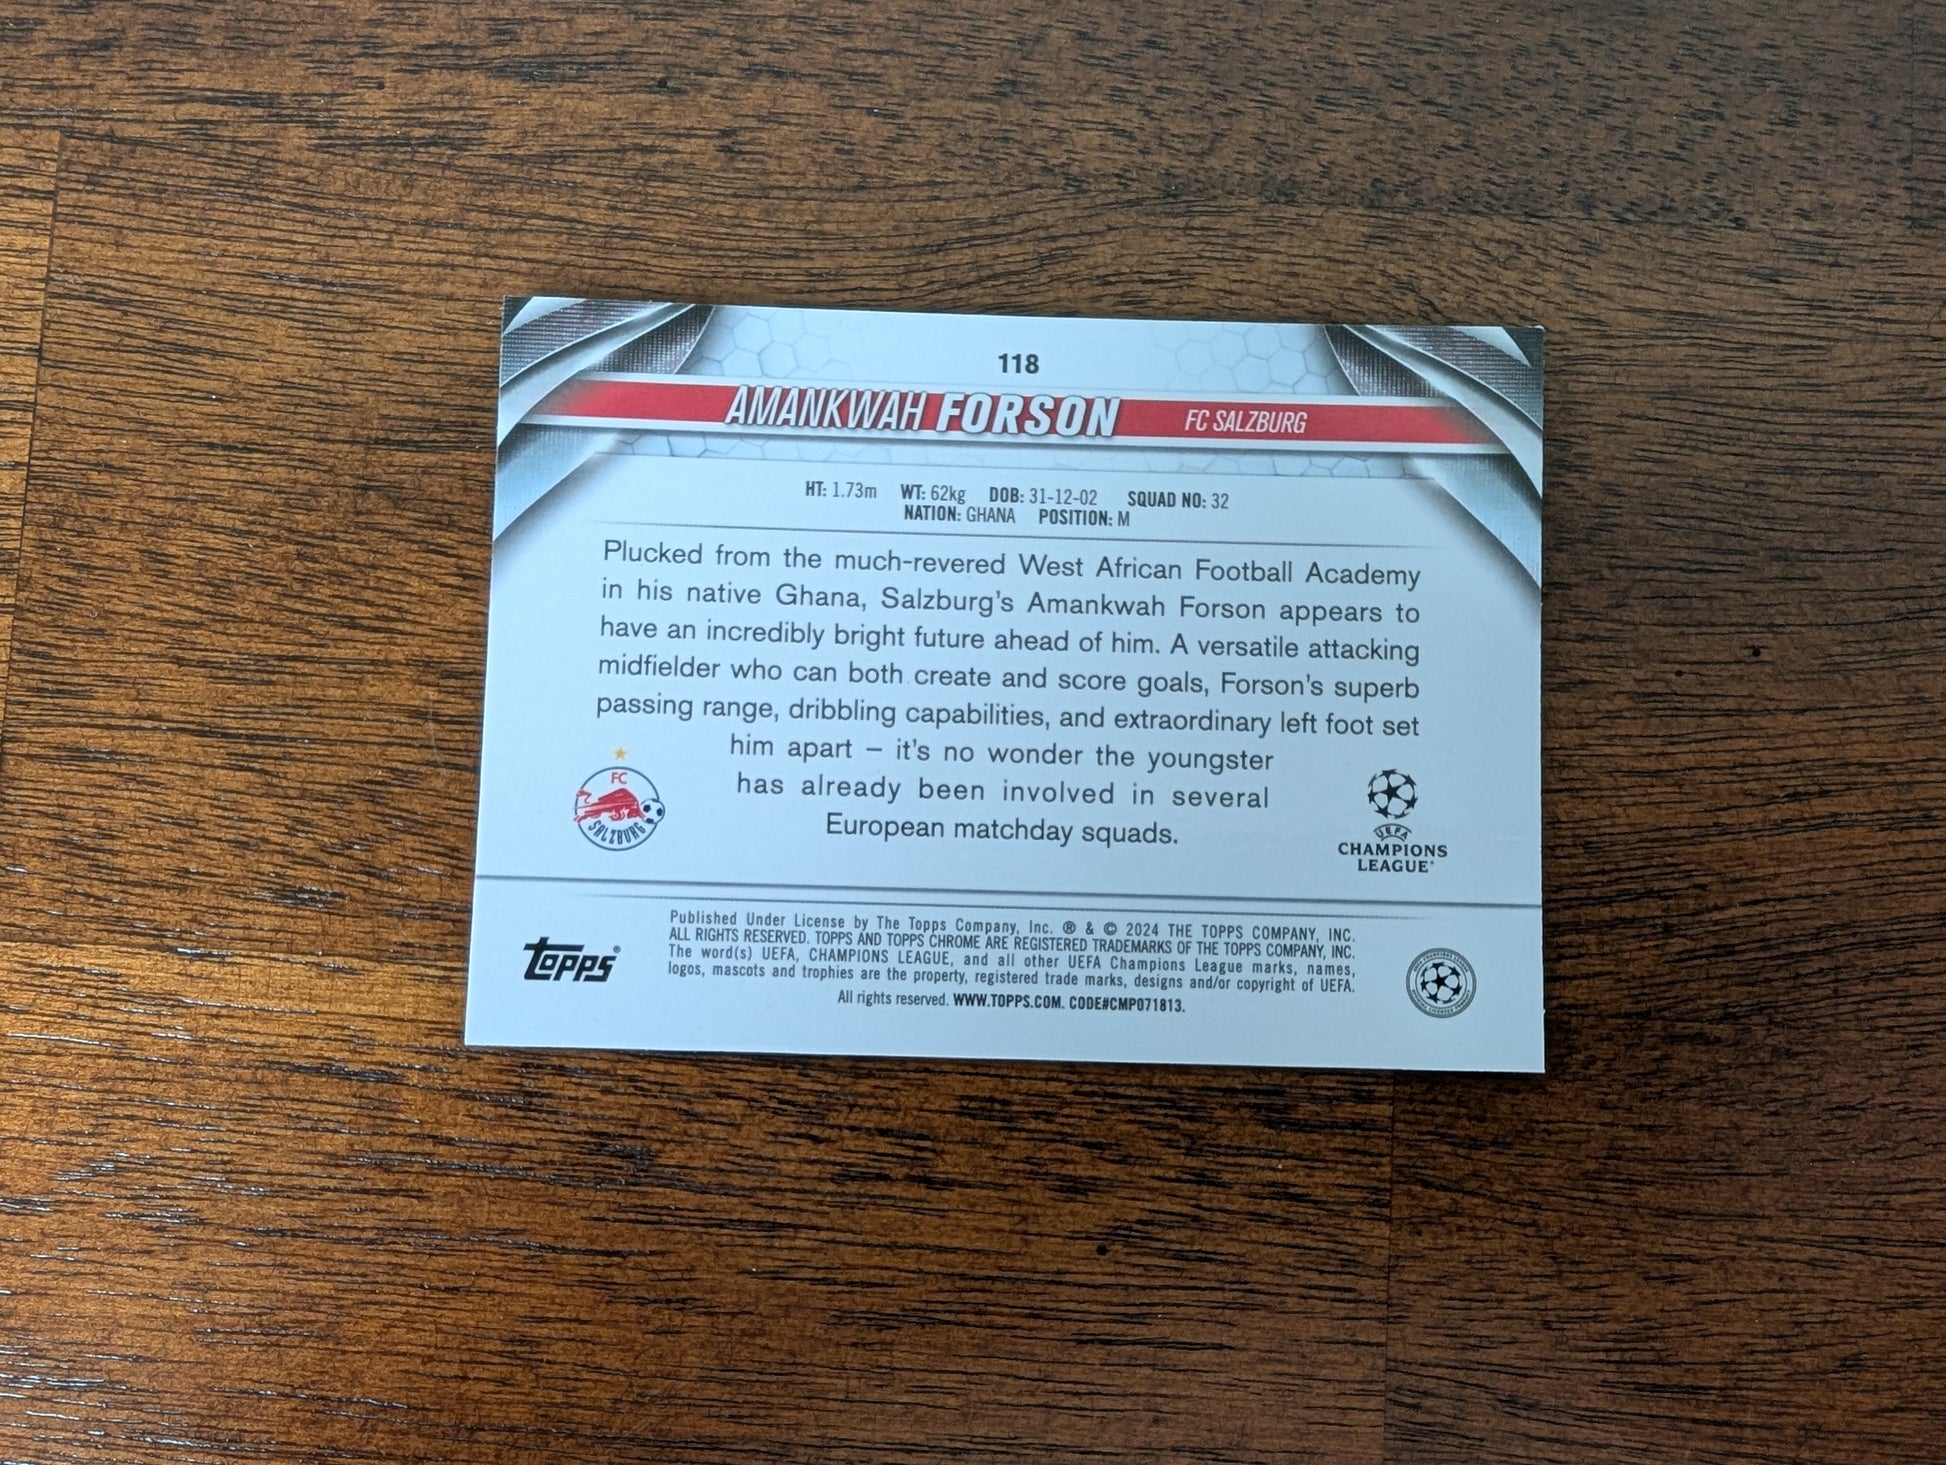 118
AMANKWAH FORSON FC SALZBURG
HT: 1.73m WT: 62kg DOB: 31-12-02 SQUAD NO: 32
NATION: GHANA POSITION: M
Plucked from the much-revered West African Football Academy
in his native Ghana, Salzburg's Amankwah Forson appears to
have an incredibly bright future ahead of him. A versatile attacking
midfielder who can both create and score goals, Forson's superb
passing range, dribbling capabilities, and extraordinary left foot set
him apart – it's no wonder the youngster
has already been involved in several
European matchday squads.
FC
SALZBURG
UEFA
CHAMPIONS
LEAGUE
Topps®
Published Under License by The Topps Company, Inc. ® & © 2024 THE TOPPS COMPANY, INC.
ALL RIGHTS RESERVED. TOPPS AND TOPPS CHROME ARE REGISTERED TRADEMARKS OF THE TOPPS COMPANY, INC.
The word(s) UEFA, CHAMPIONS LEAGUE, and all other UEFA Champions League marks, names,
logos, mascots and trophies are the property, registered trade marks, designs and/or copyright of UEFA.
All rights reserved. WWW.TOPPS.COM. CODE#CMP071813.